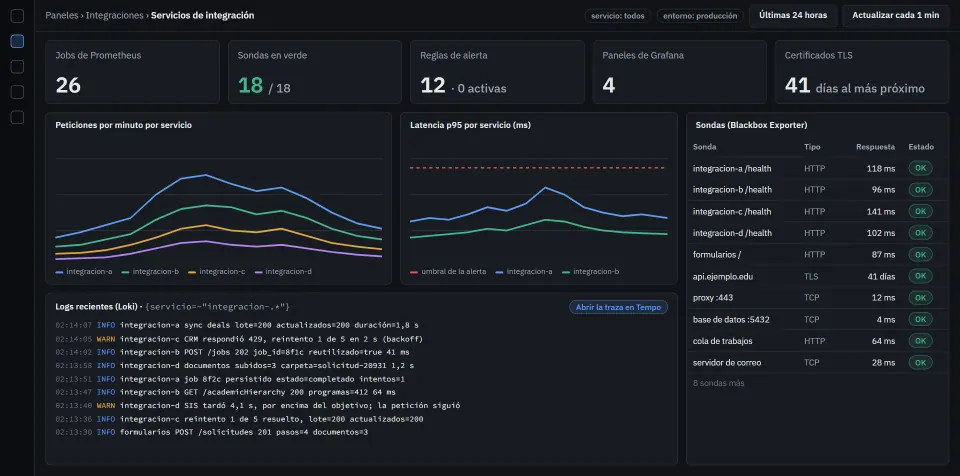 Paneles › Integraciones › Servicios de integración
servicio: todos
entorno: producción
Últimas 24 horas
Actualizar cada 1 min
Jobs de Prometheus
26
Sondas en verde
18 / 18
Reglas de alerta
12 · 0 activas
Paneles de Grafana
4
Certificados TLS
41 días al más próximo
Peticiones por minuto por servicio
integracion-a integracion-b integracion-c integracion-d
Latencia p95 por servicio (ms)
umbral de la alerta integracion-a integracion-b
Sondas (Blackbox Exporter)
Sonda Tipo Respuesta Estado
integracion-a /health HTTP 118 ms OK
integracion-b /health HTTP 96 ms OK
integracion-c /health HTTP 141 ms OK
integracion-d /health HTTP 102 ms OK
formularios / HTTP 87 ms OK
api.ejemplo.edu TLS 41 días OK
proxy :443 TCP 12 ms OK
base de datos :5432 TCP 4 ms OK
cola de trabajos HTTP 64 ms OK
servidor de correo TCP 28 ms OK
8 sondas más
Logs recientes (Loki) · {servicio=~"integracion-.*"}
Abrir la traza en Tempo
02:14:07 INFO integracion-a sync deals lote=200 actualizados=200 duración=1,8 s
02:14:05 WARN integracion-c CRM respondió 429, reintento 1 de 5 en 2 s (backoff)
02:14:02 INFO integracion-b POST /jobs 202 job_id=8f1c reutilizado=true 41 ms
02:13:58 INFO integracion-d documentos subidos=3 carpeta=solicitud-20931 1,2 s
02:13:51 INFO integracion-a job 8f2c persistido estado=completado intentos=1
02:13:47 INFO integracion-b GET /academicHierarchy 200 programas=412 64 ms
02:13:40 WARN integracion-d SIS tardó 4,1 s, por encima del objetivo; la petición siguió
02:13:36 INFO integracion-c reintento 1 de 5 resuelto, lote=200 actualizados=200
02:13:30 INFO formularios POST /solicitudes 201 pasos=4 documentos=3